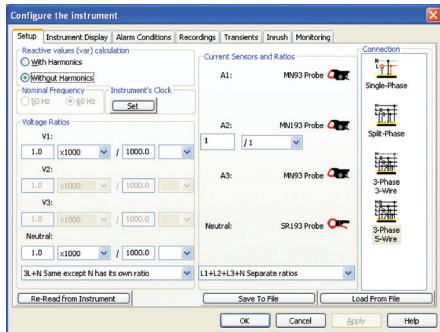 Configure the instrument
Setup Instrument Display Alarm Conditions Recordings Transients Inrush Monitoring
Reactive values (var) calculation
With Harmonics
Without Harmonics
Nominal Frequency
50 Hz 60 Hz
Instrument's Clock
Set
Voltage Ratios
V1:
1.0 x1000 / 1000.0
V2:
1.0 x1000 / 1000.0
V3:
1.0 x1000 / 1000.0
Neutral:
1.0 x1000 / 1000.0
3L+N Same except N has its own ratio
Current Sensors and Ratios
A1: MN93 Probe
A2: MN193 Probe
1 / 1
A3: MN93 Probe
Neutral: SR193 Probe
L1+L2+L3+N Separate ratios
Connection
Single-Phase
Split-Phase
3-Phase
3-Wire
3-Phase
5-Wire
Re-Read from Instrument Save To File Load From File
OK Cancel Apply Help